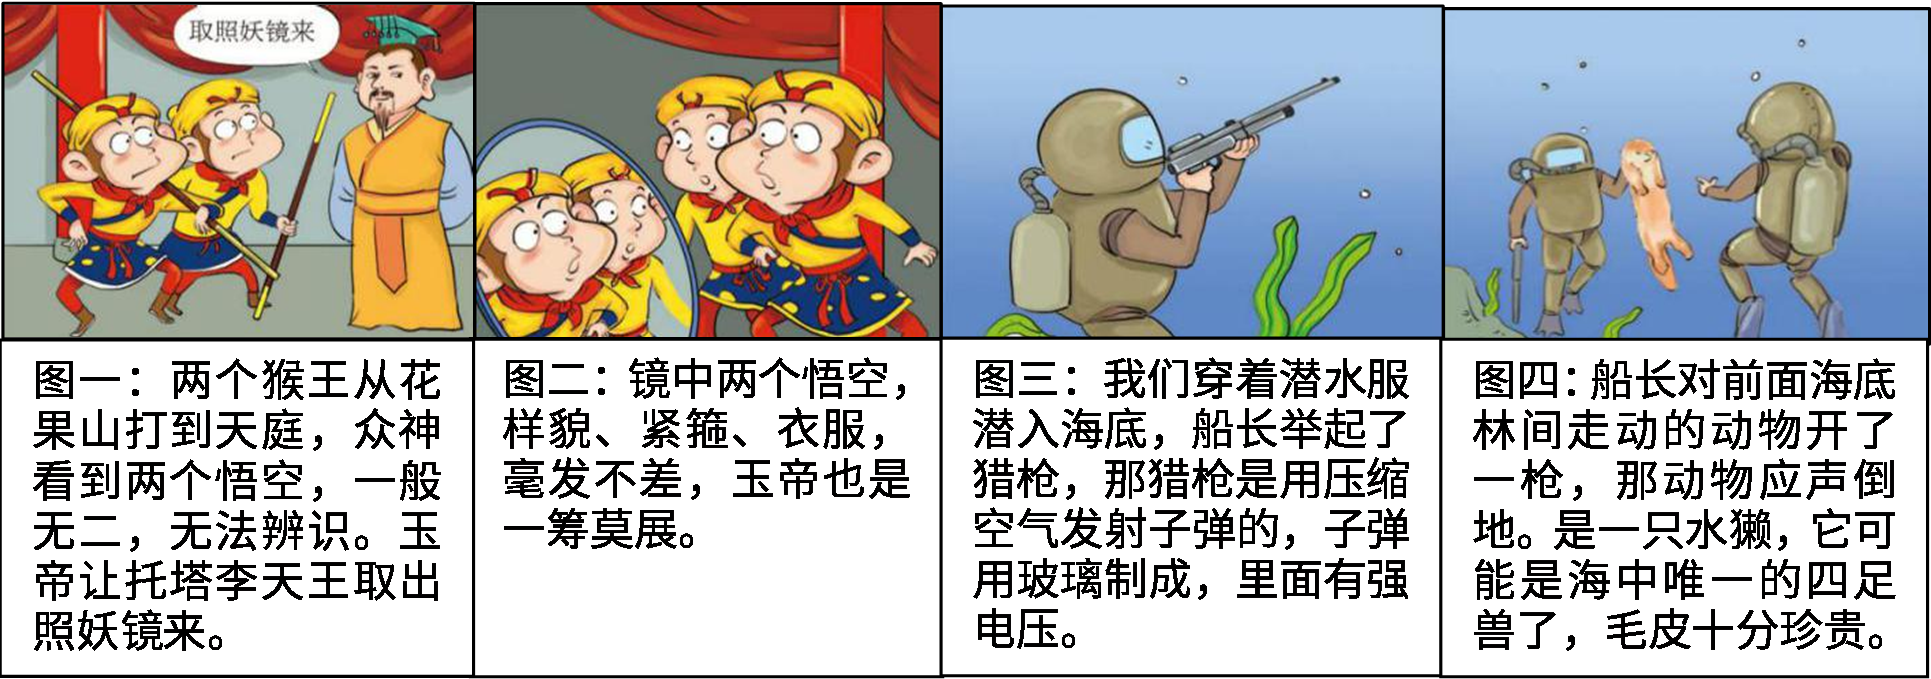 取照妖镜来
图一：两个猴王从花
果山打到天庭，众神
看到两个悟空，一般
无二，无法辨识。玉
帝让托塔李天王取出
照妖镜来。
图二：镜中两个悟空，
样貌、紧箍、衣服，
毫发不差，玉帝也是
一筹莫展。
图三：我们穿着潜水服
潜入海底，船长举起了
猎枪，那猎枪是用压缩
空气发射子弹的，子弹
用玻璃制成，里面有强
电压。
图四：船长对前面海底
林间走动的动物开了
一枪，那动物应声倒
地。是一只水獭，它可
能是海中唯一的四足
兽了，毛皮十分珍贵。